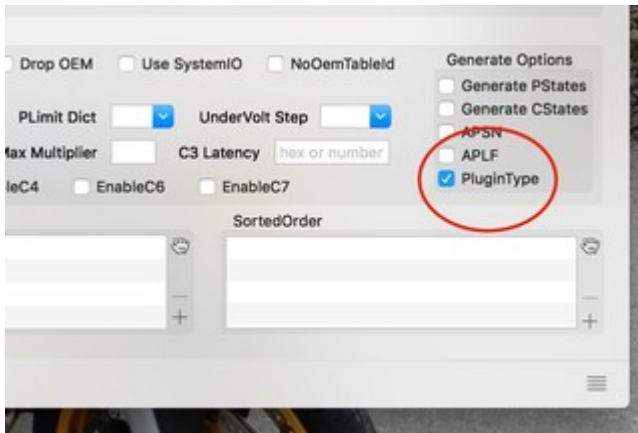 Drop OEM Use SystemIO NoOemTableId Generate Options
Generate PStates
PLimit Dict UnderVolt Step Generate CStates
APSN
Max Multiplier C3 Latency hex or number APLF
EnableC6 EnableC7 PluginType
SortedOrder